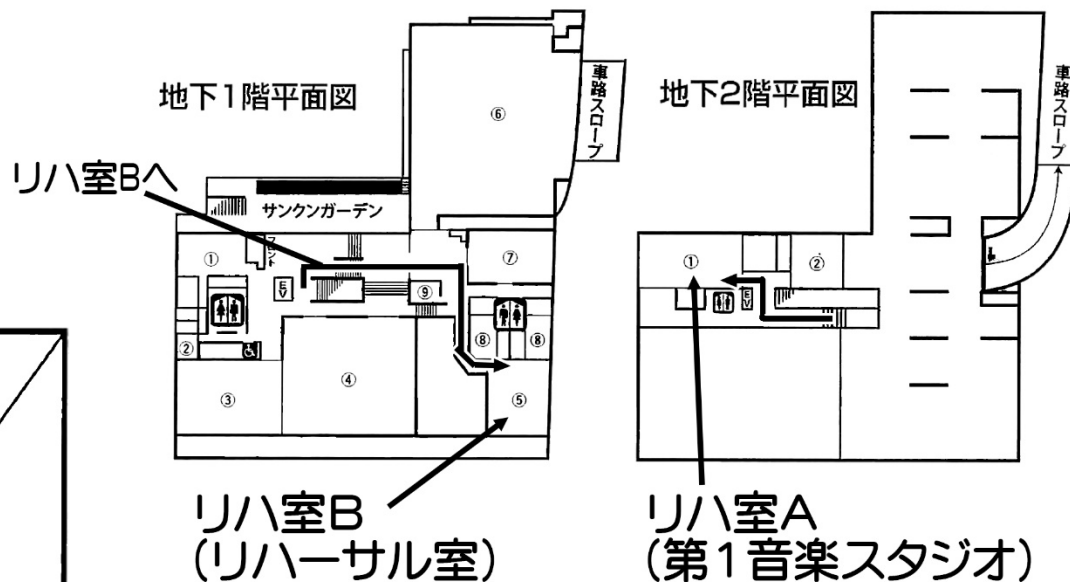 地下1階平面図
地下2階平面図
車路スロープ
車路スロープ
⑥
リハ室Bへ
サンクンガーデン
フロント
①
⑦
EV
⑨
②
⑧
⑧
③
④
⑤
①
②
EV
リハ室B
(リハーサル室)
リハ室A
(第1音楽スタジオ)